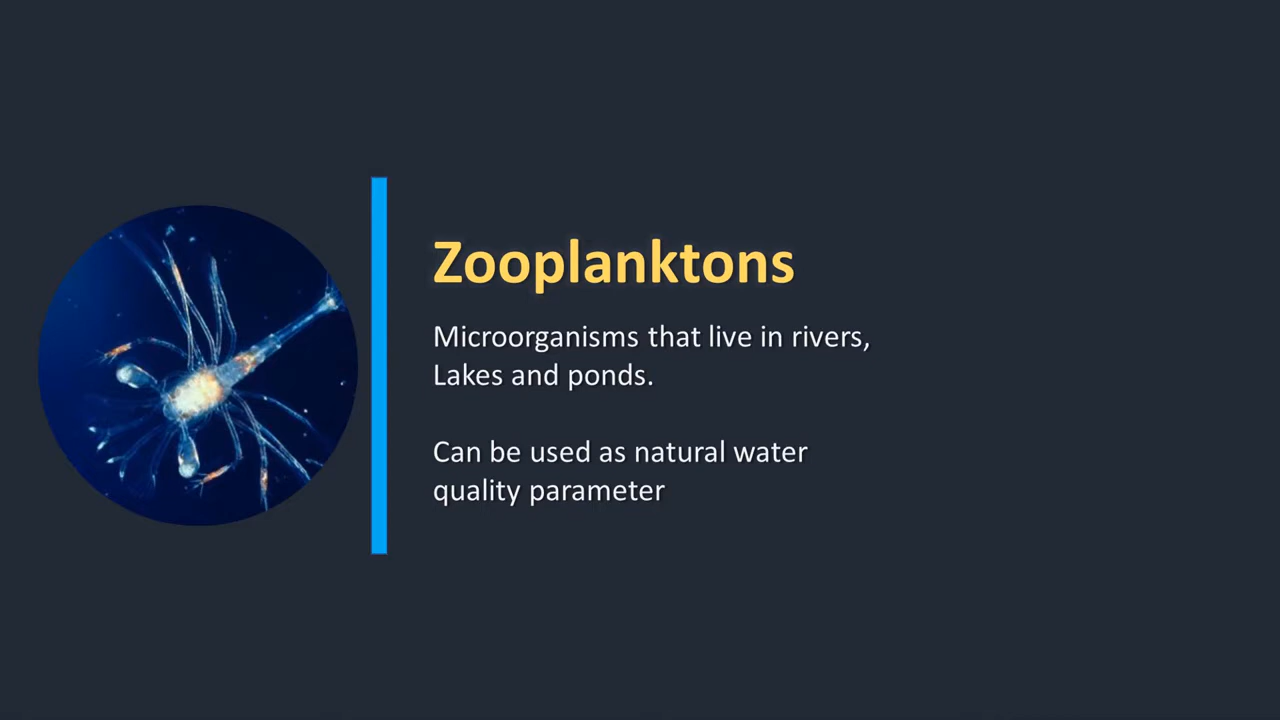 Zooplanktons
Microorganisms that live in rivers,
Lakes and ponds.
Can be used as natural water
quality parameter